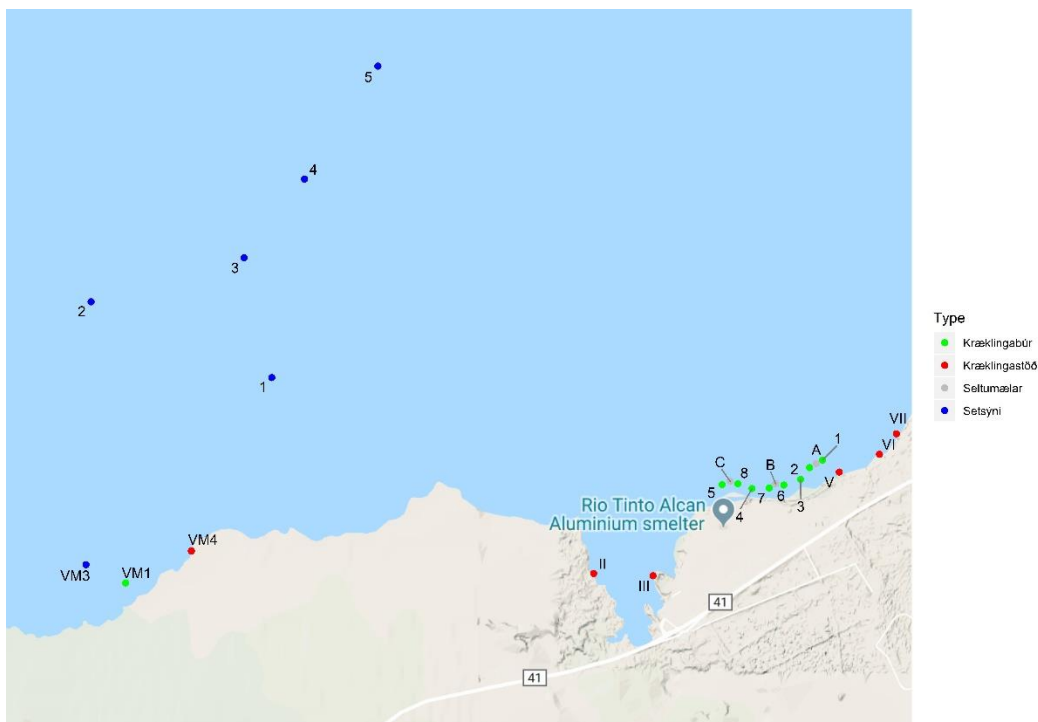 5
4
3
2
1
VII
VI
V
1
A
2
3
B
6
7
C
8
4
5
Rio Tinto Alcan
Aluminium smelter
VM4
VM3
VM1
II
III
41
41
Type
Kræklingabúr
Kræklingastöð
Seltumælar
Setsýni